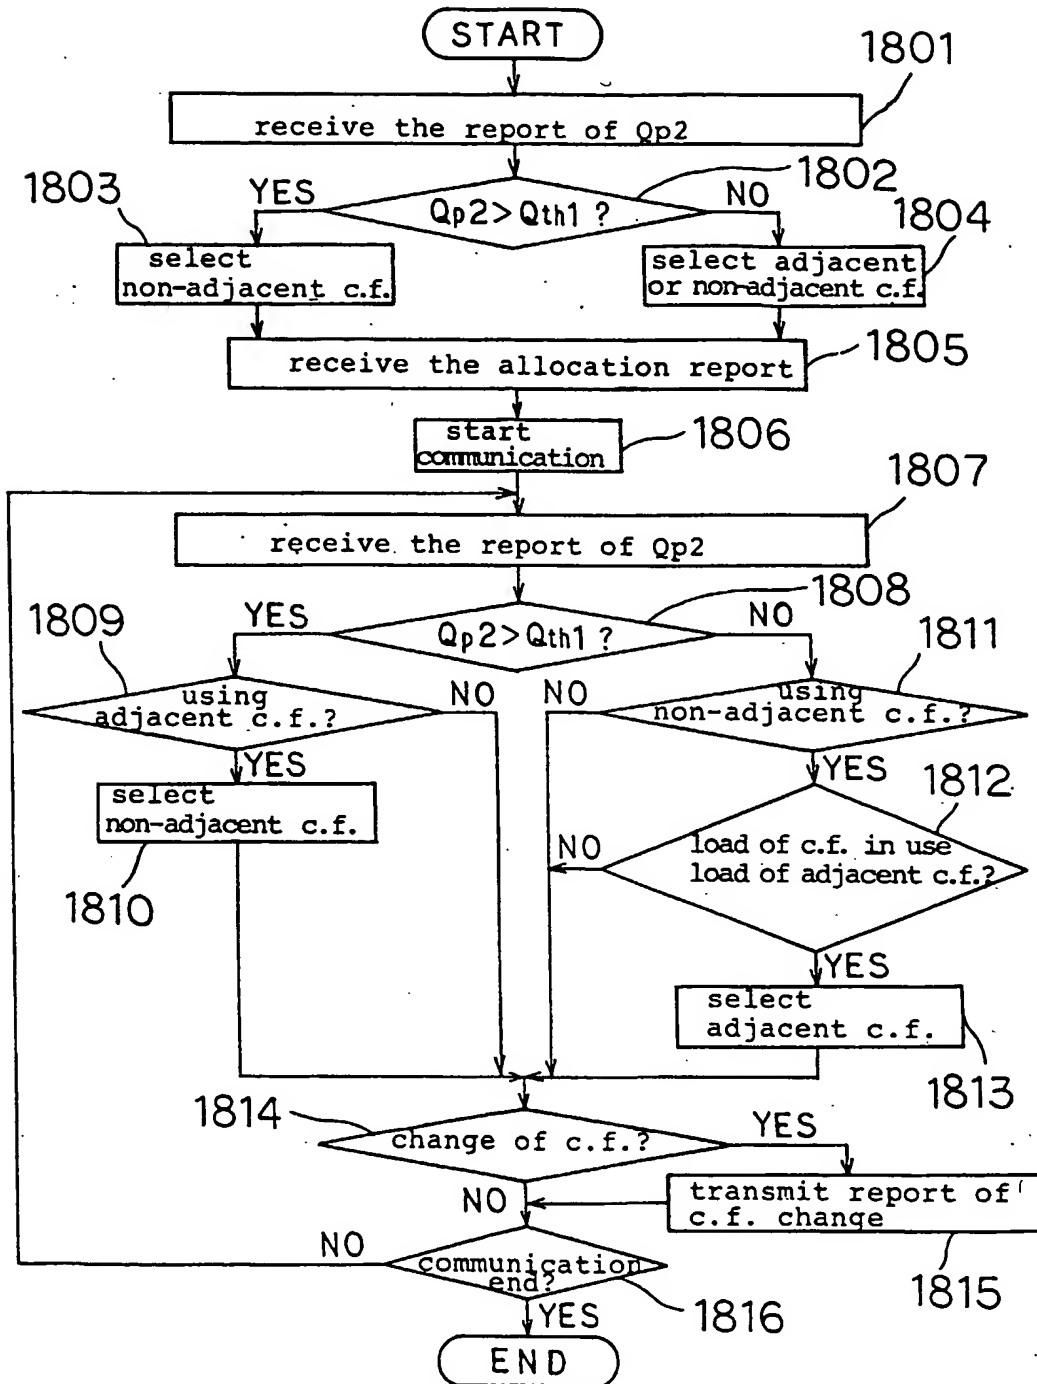 START
1801
receive the report of Qp2
1802
1803
YES
Qp2>Qth1 ?
NO
1804
select
non-adjacent c.f.
select adjacent
or non-adjacent c.f.
receive the allocation report
1805
start
communication
1806
1807
receive the report of Qp2
1808
1809
YES
Qp2>Qth1 ?
NO
1811
using
adjacent c.f.?
NO
NO
using
non-adjacent c.f.?
YES
YES
1812
select
non-adjacent c.f.
NO
load of c.f. in use
load of adjacent c.f.?
1810
YES
select
adjacent c.f.
1813
1814
change of c.f.?
YES
NO
transmit report of
c.f. change
NO
communication
end?
1815
1816
YES
END